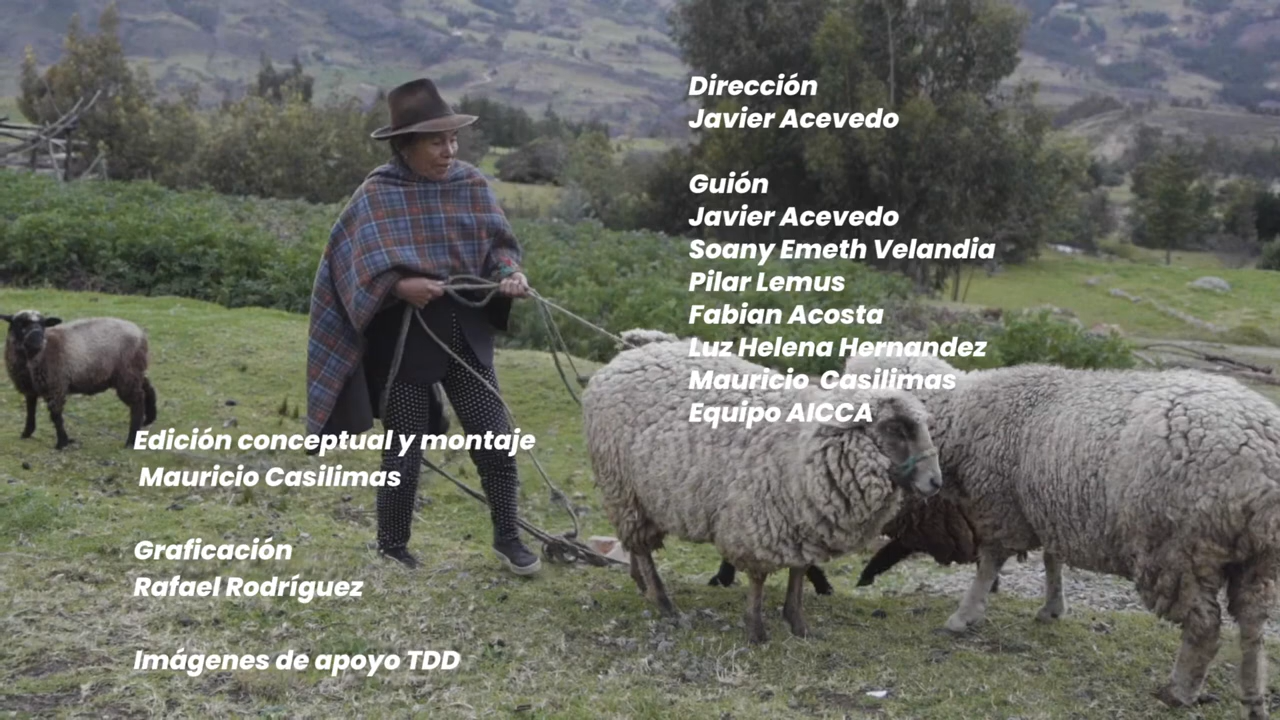 Dirección
Javier Acevedo
Guión
Javier Acevedo
Soany Emeth Velandia
Pilar Lemus
Fabian Acosta
Luz Helena Hernandez
Mauricio  Casilimas
Equipo AICCA
Edición conceptual y montaje
Mauricio Casilimas
Graficación
Rafael Rodríguez
Imágenes de apoyo TDD